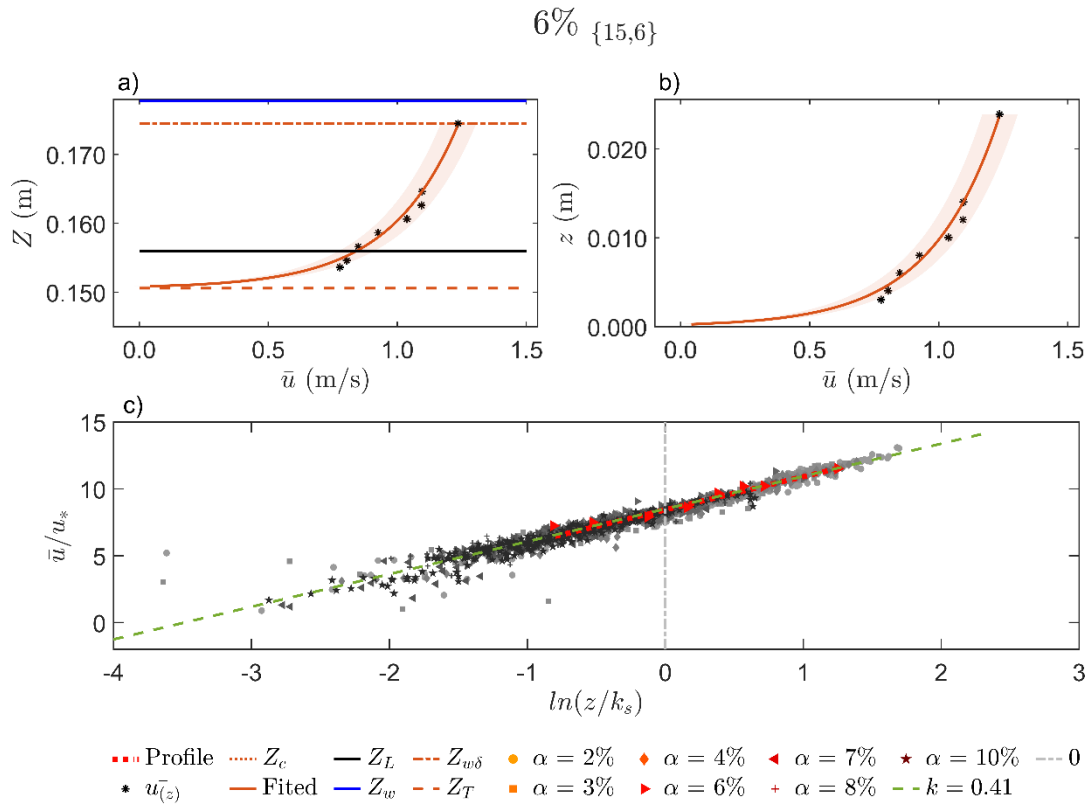 6% {15,6}
a)
b)
0.170
0.160
0.150
Z (m)
0.0
0.5
1.0
1.5
ū (m/s)
0.020
0.010
0.000
z (m)
0.0
0.5
1.0
1.5
ū (m/s)
c)
15
10
5
0
ū/u*
-4 -3 -2 -1 0 1 2 3
ln(z/ks)
Profile Zc ZL Zwδ α = 2% α = 4% α = 7% α = 10% 0
ū(z) Fited Zw ZT α = 3% α = 6% α = 8% k = 0.41